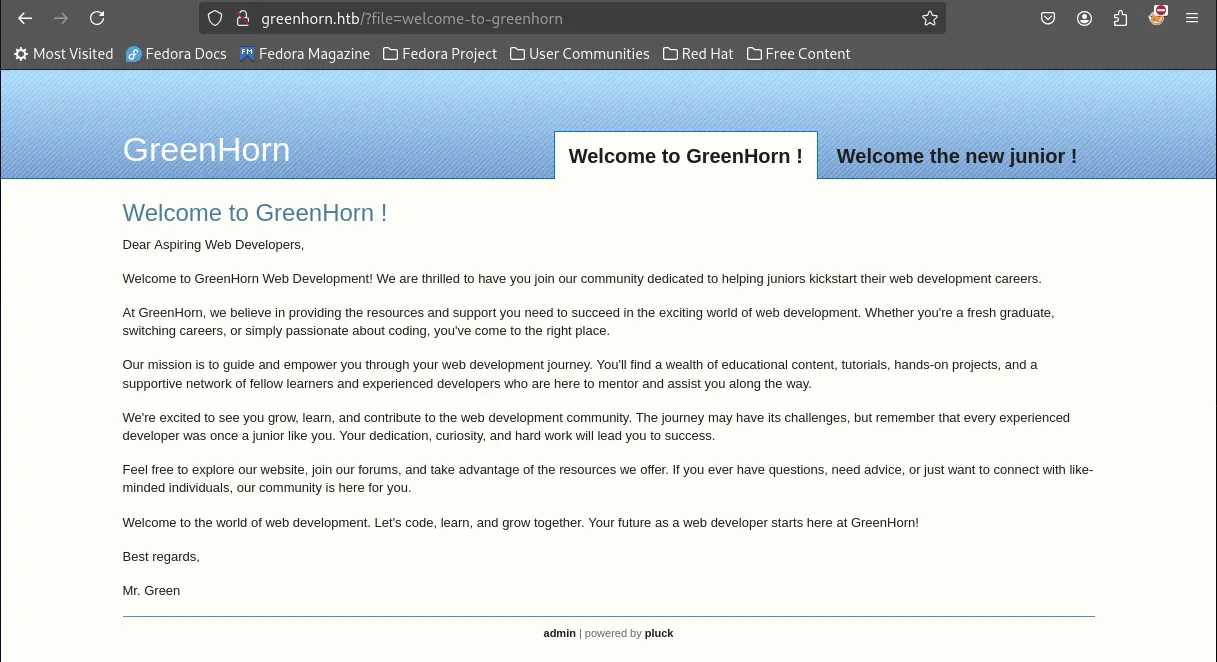 greenhorn.htb/?file=welcome-to-greenhorn
Most Visited Fedora Docs Fedora Magazine Fedora Project User Communities Red Hat Free Content
GreenHorn Welcome to GreenHorn ! Welcome the new junior !
Welcome to GreenHorn !
Dear Aspiring Web Developers,
Welcome to GreenHorn Web Development! We are thrilled to have you join our community dedicated to helping juniors kickstart their web development careers.
At GreenHorn, we believe in providing the resources and support you need to succeed in the exciting world of web development. Whether you're a fresh graduate,
switching careers, or simply passionate about coding, you've come to the right place.
Our mission is to guide and empower you through your web development journey. You'll find a wealth of educational content, tutorials, hands-on projects, and a
supportive network of fellow learners and experienced developers who are here to mentor and assist you along the way.
We're excited to see you grow, learn, and contribute to the web development community. The journey may have its challenges, but remember that every experienced
developer was once a junior like you. Your dedication, curiosity, and hard work will lead you to success.
Feel free to explore our website, join our forums, and take advantage of the resources we offer. If you ever have questions, need advice, or just want to connect with like-
minded individuals, our community is here for you.
Welcome to the world of web development. Let's code, learn, and grow together. Your future as a web developer starts here at GreenHorn!
Best regards,
Mr. Green
admin | powered by pluck